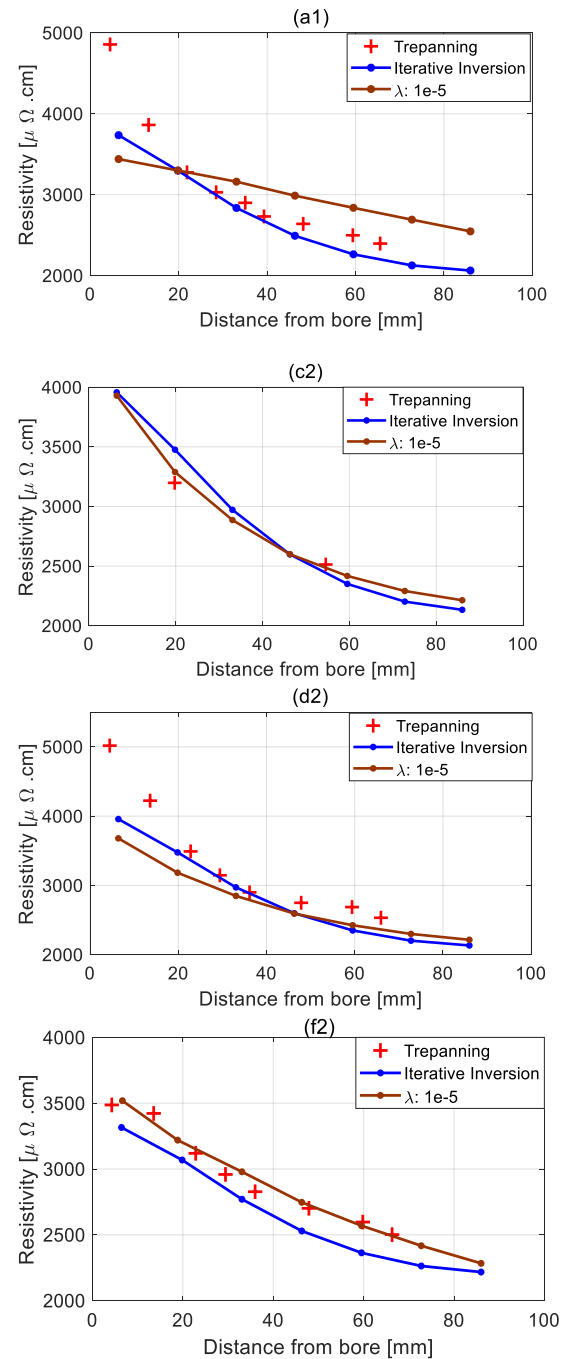 (a1)
5000
4000
3000
2000
Resistivity [μ Ω .cm]
Trepanning
Iterative Inversion
λ: 1e-5
0 20 40 60 80 100
Distance from bore [mm]
(c2)
4000
3500
3000
2500
2000
Resistivity [μ Ω .cm]
Trepanning
Iterative Inversion
λ: 1e-5
0 20 40 60 80 100
Distance from bore [mm]
(d2)
5000
4000
3000
2000
Resistivity [μ Ω .cm]
Trepanning
Iterative Inversion
λ: 1e-5
0 20 40 60 80 100
Distance from bore [mm]
(f2)
4000
3500
3000
2500
2000
Resistivity [μ Ω .cm]
Trepanning
Iterative Inversion
λ: 1e-5
0 20 40 60 80 100
Distance from bore [mm]